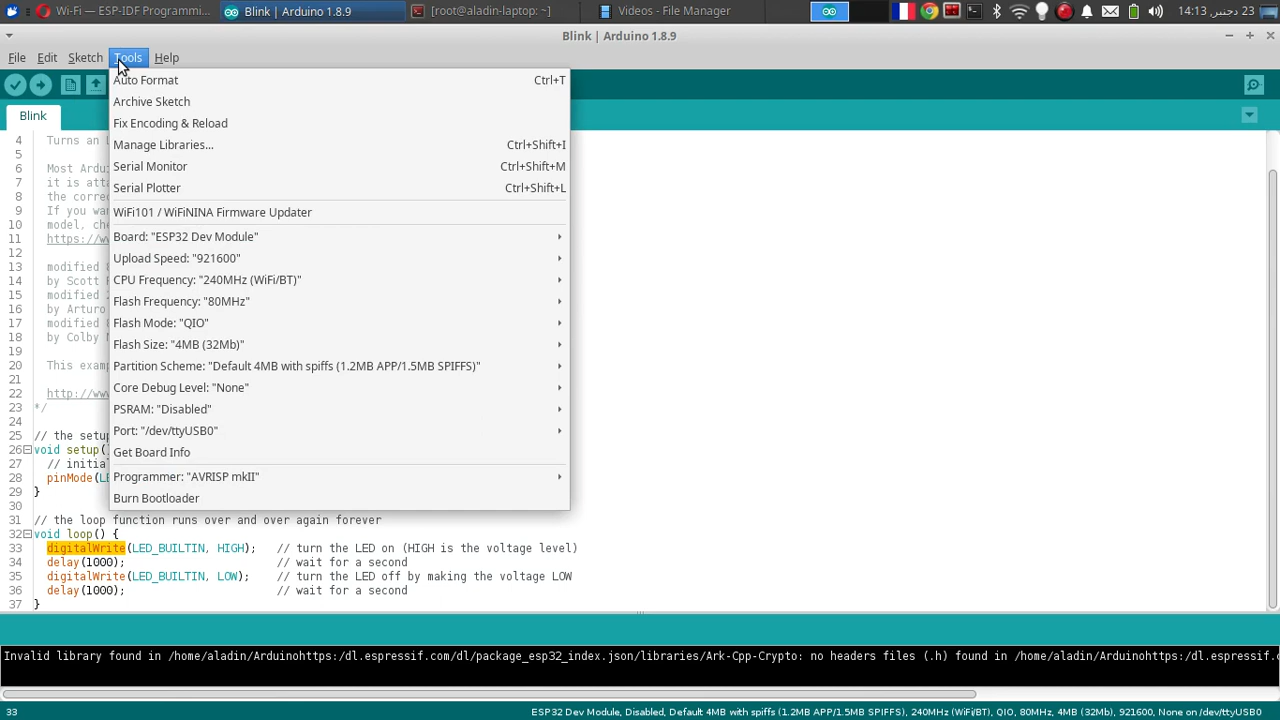 Wi-Fi — ESP-IDF Programmi...
Blink | Arduino 1.8.9
[root@aladin-laptop: ~]
Videos - File Manager
23 دجنبر, 14:13
Blink | Arduino 1.8.9
File Edit Sketch Tools Help
Blink
Auto Format Ctrl+T
Archive Sketch
Fix Encoding & Reload
Manage Libraries... Ctrl+Shift+I
Serial Monitor Ctrl+Shift+M
Serial Plotter Ctrl+Shift+L
WiFi101 / WiFiNINA Firmware Updater
Board: "ESP32 Dev Module"
Upload Speed: "921600"
CPU Frequency: "240MHz (WiFi/BT)"
Flash Frequency: "80MHz"
Flash Mode: "QIO"
Flash Size: "4MB (32Mb)"
Partition Scheme: "Default 4MB with spiffs (1.2MB APP/1.5MB SPIFFS)"
Core Debug Level: "None"
PSRAM: "Disabled"
Port: "/dev/ttyUSB0"
Get Board Info
Programmer: "AVRISP mkII"
Burn Bootloader
4 Turns an
5
6 Most Ardu
7 it is atta
8 the correc
9 If you wan
10 model, che
11 https://ww
12
13 modified
14 by Scott
15 modified 2
16 by Arturo
17 modified
18 by Colby
19
20 This examp
21
22 http://www
23 */
24
25 // the setup
26 void setup()
27 // initial
28 pinMode(LE
29 }
30
31 // the loop function runs over and over again forever
32 void loop() {
33 digitalWrite(LED_BUILTIN, HIGH); // turn the LED on (HIGH is the voltage level)
34 delay(1000); // wait for a second
35 digitalWrite(LED_BUILTIN, LOW); // turn the LED off by making the voltage LOW
36 delay(1000); // wait for a second
37 }
Invalid library found in /home/aladin/Arduinohttps:/dl.espressif.com/dl/package_esp32_index.json/libraries/Ark-Cpp-Crypto: no headers files (.h) found in /home/aladin/Arduinohttps:/dl.espressif.c
33 ESP32 Dev Module, Disabled, Default 4MB with spiffs (1.2MB APP/1.5MB SPIFFS), 240MHz (WiFi/BT), QIO, 80MHz, 4MB (32Mb), 921600, None on /dev/ttyUSB0